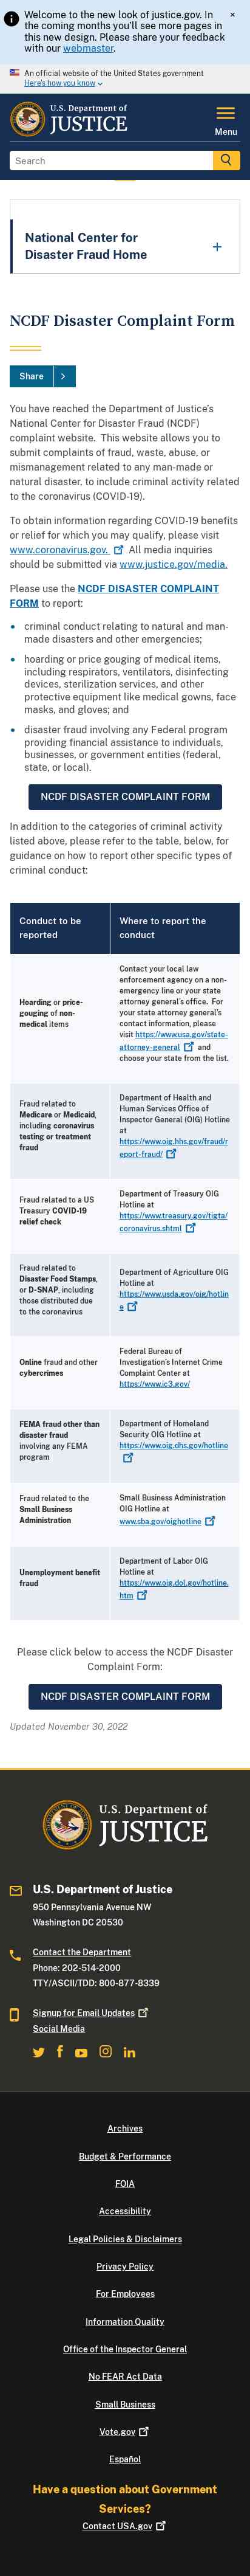 Welcome to the new look of justice.gov. In
the coming months you'll see more pages in
this new design. Please share your feedback
with our webmaster.
×
An official website of the United States government
Here's how you know
U.S. Department of
JUSTICE
Menu
Search
National Center for
Disaster Fraud Home
+
NCDF Disaster Complaint Form
Share
You have reached the Department of Justice's
National Center for Disaster Fraud (NCDF)
complaint website. This website allows you to
submit complaints of fraud, waste, abuse, or
mismanagement related to any man-made or
natural disaster, to include criminal activity related
to the coronavirus (COVID-19).
To obtain information regarding COVID-19 benefits
for which you may qualify, please visit
www.coronavirus.gov. All media inquiries
should be submitted via www.justice.gov/media.
Please use the NCDF DISASTER COMPLAINT
FORM to report:
• criminal conduct relating to natural and man-
made disasters and other emergencies;
• hoarding or price gouging of medical items,
including respirators, ventilators, disinfecting
devices, sterilization services, and other
property equipment like medical gowns, face
masks, and gloves; and
• disaster fraud involving any Federal program
providing financial assistance to individuals,
businesses, or government entities (federal,
state, or local).
NCDF DISASTER COMPLAINT FORM
In addition to the categories of criminal activity
listed above, please refer to the table, below, for
guidance on how to report other specific types of
criminal conduct:
Conduct to be
reported
Where to report the
conduct
Hoarding or price-
gouging of non-
medical items
Contact your local law
enforcement agency on a non-
emergency line or your state
attorney general's office. For
your state attorney general's
contact information, please
visit https://www.usa.gov/state-
attorney-general and
choose your state from the list.
Fraud related to
Medicare or Medicaid,
including coronavirus
testing or treatment
fraud
Department of Health and
Human Services Office of
Inspector General (OIG) Hotline
at
https://www.oig.hhs.gov/fraud/r
eport-fraud/
Fraud related to a US
Treasury COVID-19
relief check
Department of Treasury OIG
Hotline at
https://www.treasury.gov/tigta/
coronavirus.shtml
Fraud related to
Disaster Food Stamps,
or D-SNAP, including
those distributed due
to the coronavirus
Department of Agriculture OIG
Hotline at
https://www.usda.gov/oig/hotlin
e
Online fraud and other
cybercrimes
Federal Bureau of
Investigation's Internet Crime
Complaint Center at
https://www.ic3.gov/
FEMA fraud other than
disaster fraud
involving any FEMA
program
Department of Homeland
Security OIG Hotline at
https://www.oig.dhs.gov/hotline
Fraud related to the
Small Business
Administration
Small Business Administration
OIG Hotline at
www.sba.gov/oighotline
Unemployment benefit
fraud
Department of Labor OIG
Hotline at
https://www.oig.dol.gov/hotline.
htm
Please click below to access the NCDF Disaster
Complaint Form:
NCDF DISASTER COMPLAINT FORM
Updated November 30, 2022
U.S. Department of
JUSTICE
U.S. Department of Justice
950 Pennsylvania Avenue NW
Washington DC 20530
Contact the Department
Phone: 202-514-2000
TTY/ASCII/TDD: 800-877-8339
Signup for Email Updates
Social Media
Archives
Budget & Performance
FOIA
Accessibility
Legal Policies & Disclaimers
Privacy Policy
For Employees
Information Quality
Office of the Inspector General
No FEAR Act Data
Small Business
Vote.gov
Español
Have a question about Government
Services?
Contact USA.gov